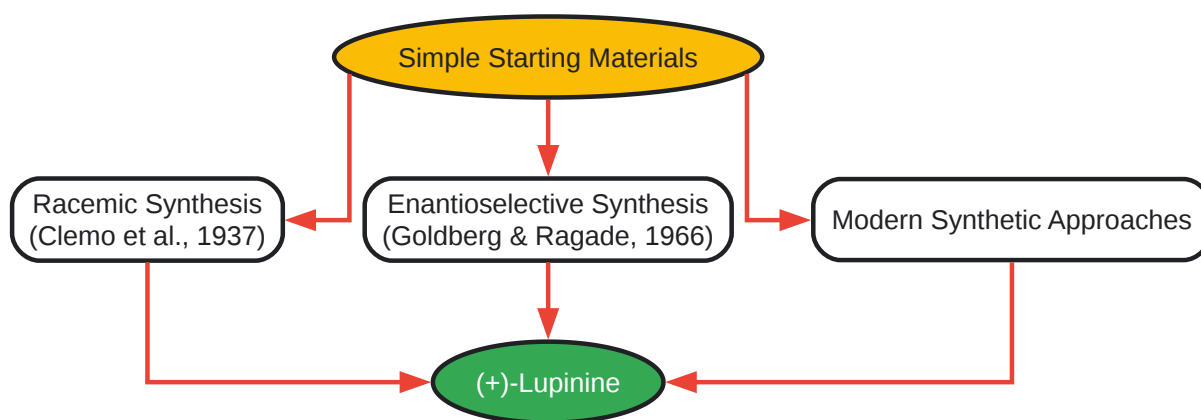 Simple Starting Materials
Racemic Synthesis
(Clemo et al., 1937)
Enantioselective Synthesis
(Goldberg & Ragade, 1966)
Modern Synthetic Approaches
(+)-Lupinine